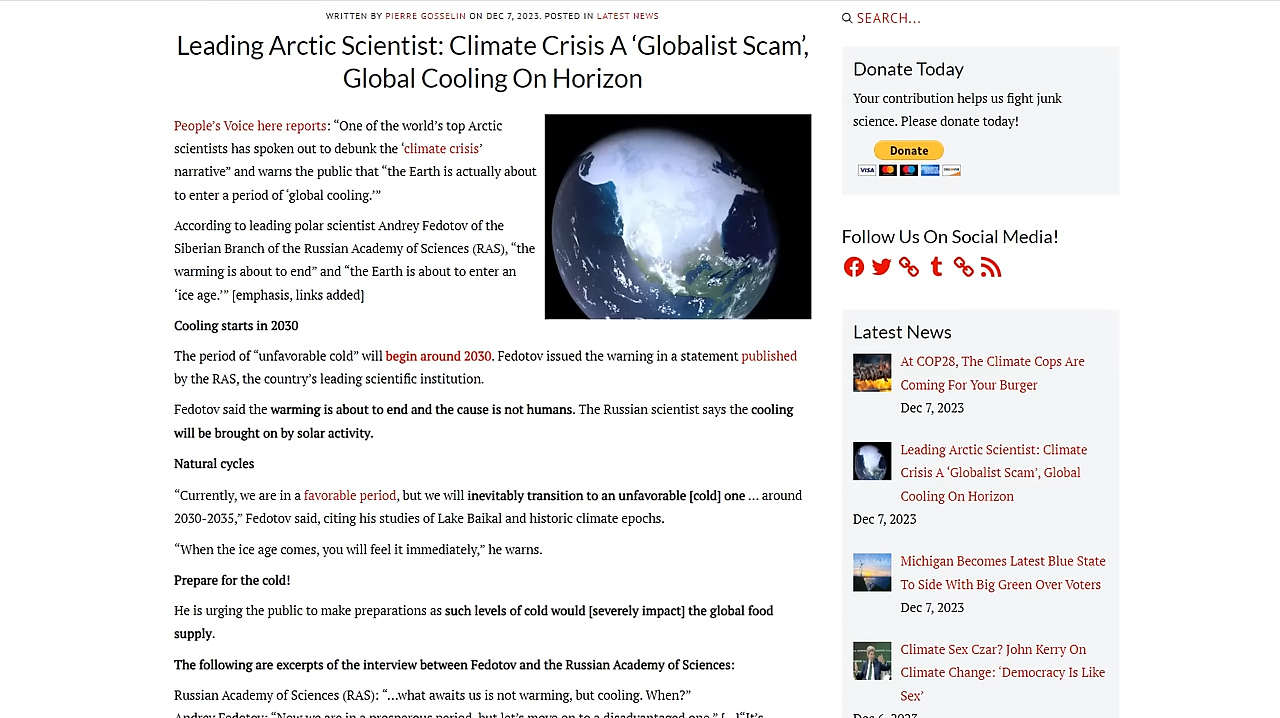 WRITTEN BY PIERRE GOSSELIN ON DEC 7, 2023. POSTED IN LATEST NEWS
Leading Arctic Scientist: Climate Crisis A ‘Globalist Scam’,
Global Cooling On Horizon
People’s Voice here reports: “One of the world’s top Arctic
scientists has spoken out to debunk the ‘climate crisis’
narrative” and warns the public that “the Earth is actually about
to enter a period of ‘global cooling.’”
According to leading polar scientist Andrey Fedotov of the
Siberian Branch of the Russian Academy of Sciences (RAS), “the
warming is about to end” and “the Earth is about to enter an
‘ice age.’” [emphasis, links added]
Cooling starts in 2030
The period of “unfavorable cold” will begin around 2030. Fedotov issued the warning in a statement published
by the RAS, the country’s leading scientific institution.
Fedotov said the warming is about to end and the cause is not humans. The Russian scientist says the cooling
will be brought on by solar activity.
Natural cycles
“Currently, we are in a favorable period, but we will inevitably transition to an unfavorable [cold] one … around
2030-2035,” Fedotov said, citing his studies of Lake Baikal and historic climate epochs.
“When the ice age comes, you will feel it immediately,” he warns.
Prepare for the cold!
He is urging the public to make preparations as such levels of cold would [severely impact] the global food
supply.
The following are excerpts of the interview between Fedotov and the Russian Academy of Sciences:
Russian Academy of Sciences (RAS): “…what awaits us is not warming, but cooling. When?”
Andrey Fedotov: “Now we are in a prosperous period, but let’s move on to a disadvantaged one.” […]“It’s
SEARCH...
Donate Today
Your contribution helps us fight junk
science. Please donate today!
Donate
VISA
Follow Us On Social Media!
Latest News
At COP28, The Climate Cops Are
Coming For Your Burger
Dec 7, 2023
Leading Arctic Scientist: Climate
Crisis A ‘Globalist Scam’, Global
Cooling On Horizon
Dec 7, 2023
Michigan Becomes Latest Blue State
To Side With Big Green Over Voters
Dec 7, 2023
Climate Sex Czar? John Kerry On
Climate Change: ‘Democracy Is Like
Sex’
Dec 6, 2023